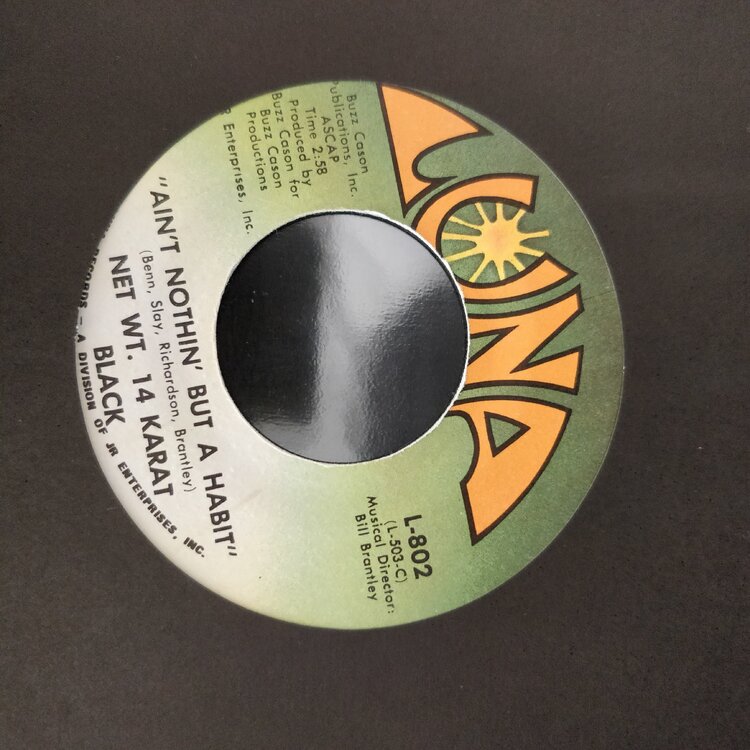 LUNA
Buzz Cason
Publications, Inc.
ASCAP
Time 2:58
Produced by
Buzz Cason for
Buzz Cason
Productions
Enterprises, Inc.
L-802
(L-503-C)
Musical Director:
Bill Brantley
"AIN'T NOTHIN' BUT A HABIT"
(Benn, Slay, Richardson, Brantley)
NET WT. 14 KARAT
BLACK
RECORDS – A DIVISION OF JR ENTERPRISES, INC.